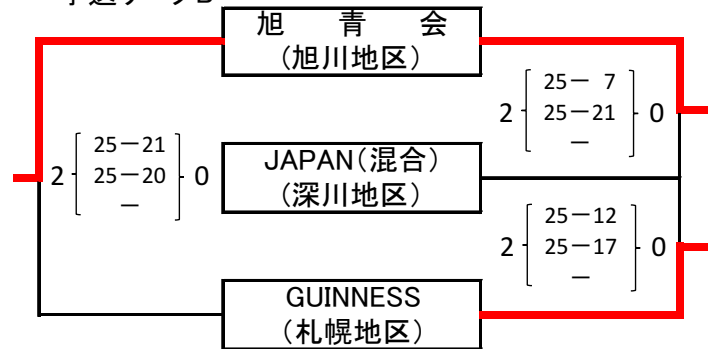 旭　青　会
(旭川地区)
2 25－7 0
25－21
－
2 25－21 0
25－20
－
JAPAN(混合)
(深川地区)
2 25－12 0
25－17
－
GUINNESS
(札幌地区)